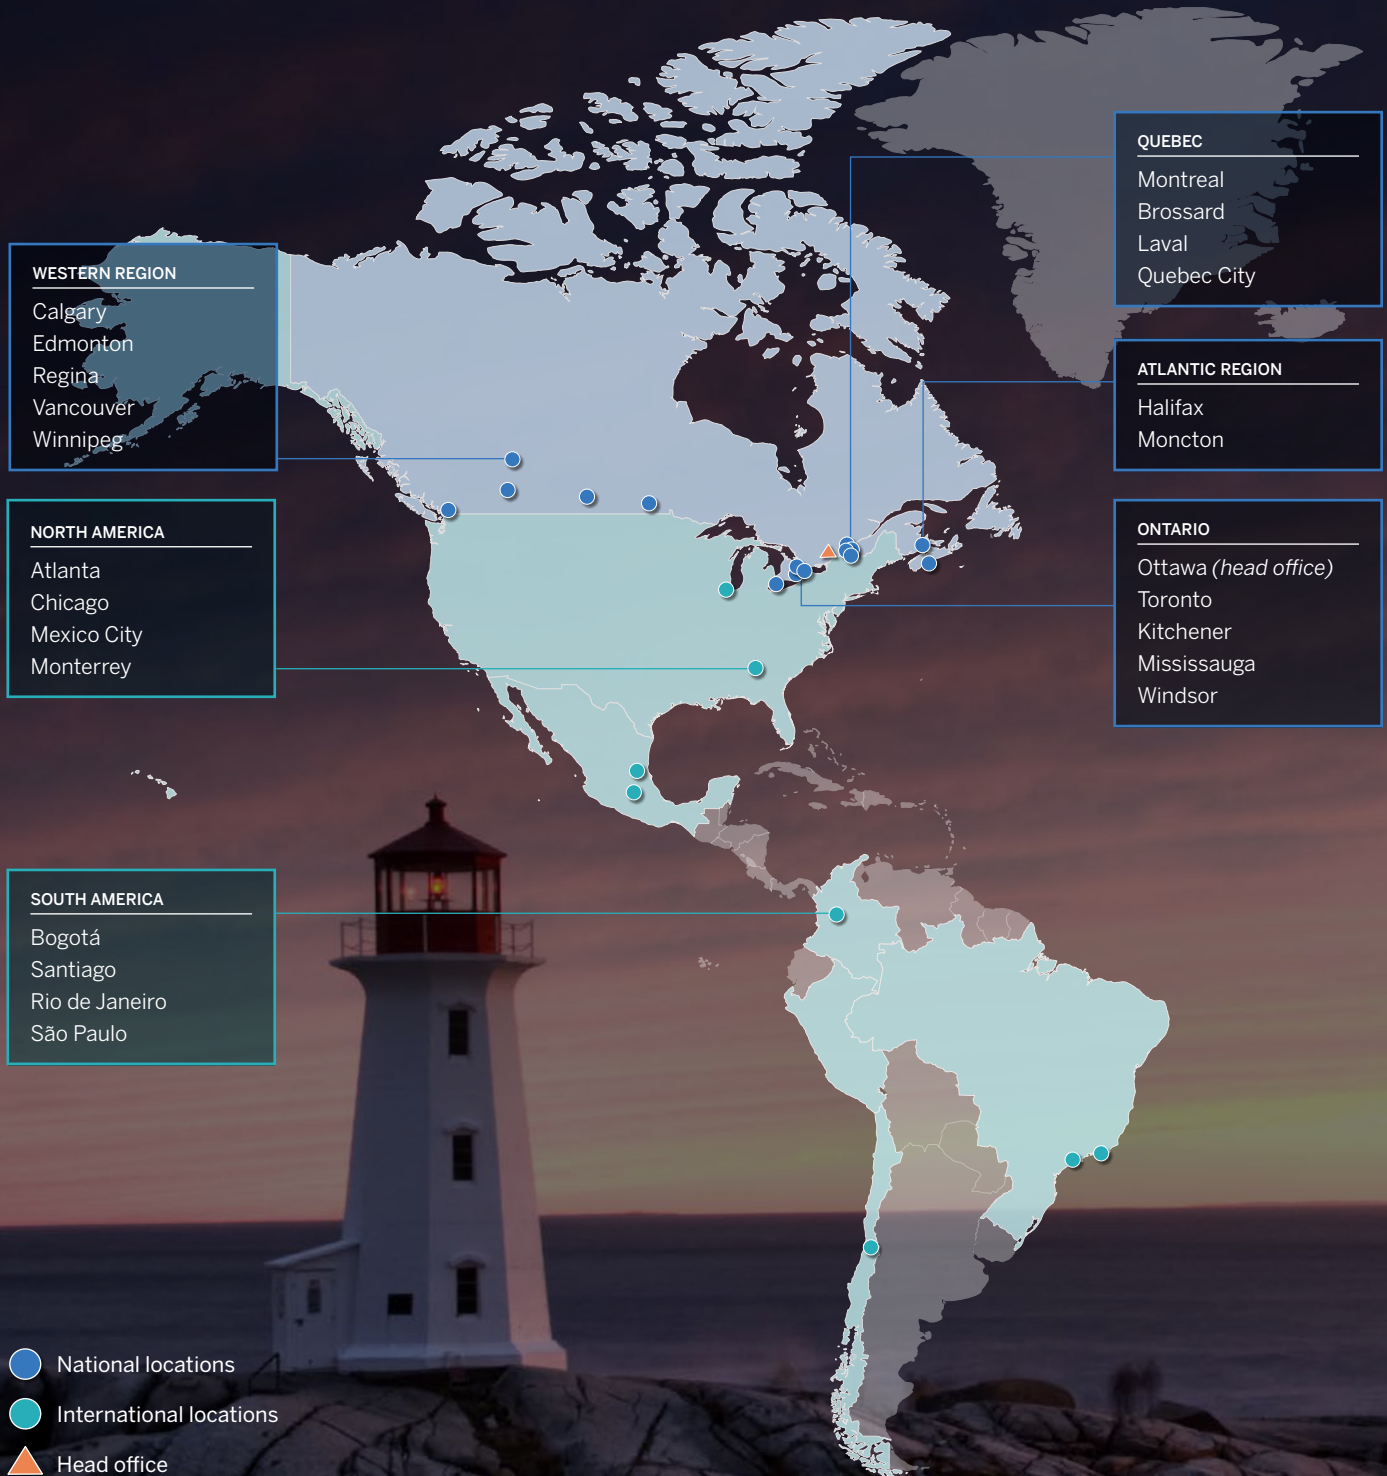 WESTERN REGION
Calgary
Edmonton
Regina
Vancouver
Winnipeg
NORTH AMERICA
Atlanta
Chicago
Mexico City
Monterrey
SOUTH AMERICA
Bogotá
Santiago
Rio de Janeiro
São Paulo
QUEBEC
Montreal
Brossard
Laval
Quebec City
ATLANTIC REGION
Halifax
Moncton
ONTARIO
Ottawa (head office)
Toronto
Kitchener
Mississauga
Windsor
National locations
International locations
Head office